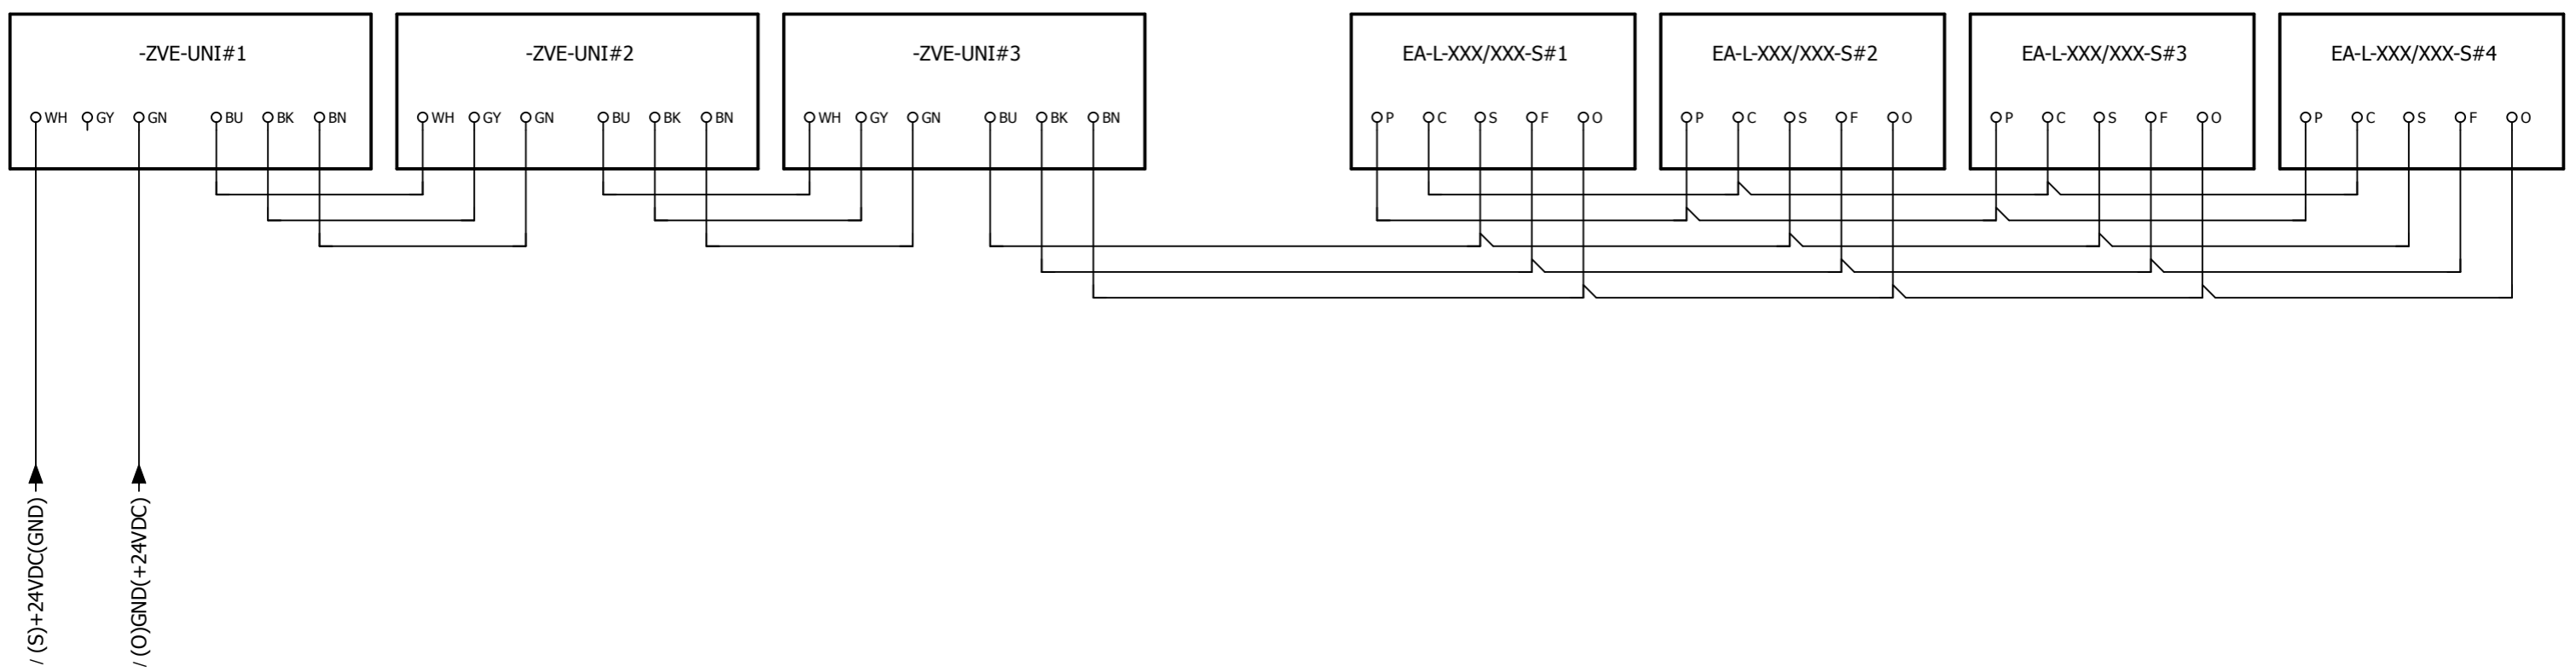 -ZVE-UNI#1
-ZVE-UNI#2
-ZVE-UNI#3
EA-L-XXX/XXX-S#1
EA-L-XXX/XXX-S#2
EA-L-XXX/XXX-S#3
EA-L-XXX/XXX-S#4
WH GY GN BU BK BN
WH GY GN BU BK BN
WH GY GN BU BK BN
P C S F O
P C S F O
P C S F O
P C S F O
/ (S)+24VDC(GND)
/ (O)GND(+24VDC)